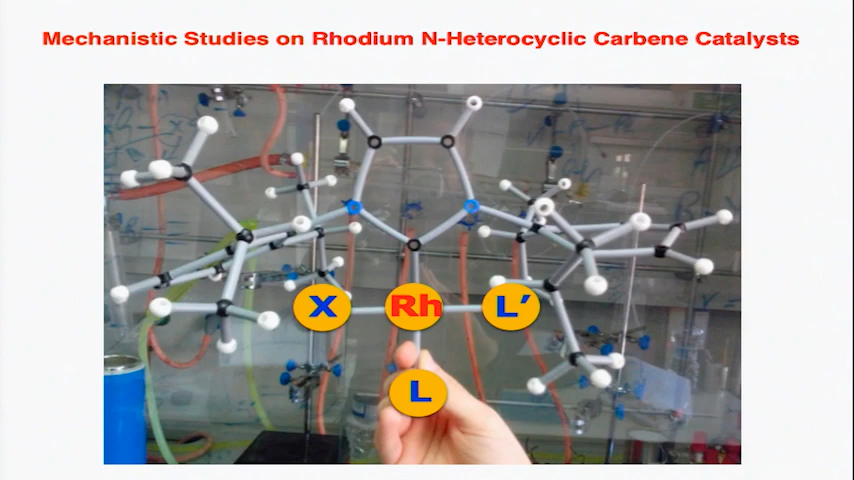 Mechanistic Studies on Rhodium N-Heterocyclic Carbene Catalysts
X Rh L’
L